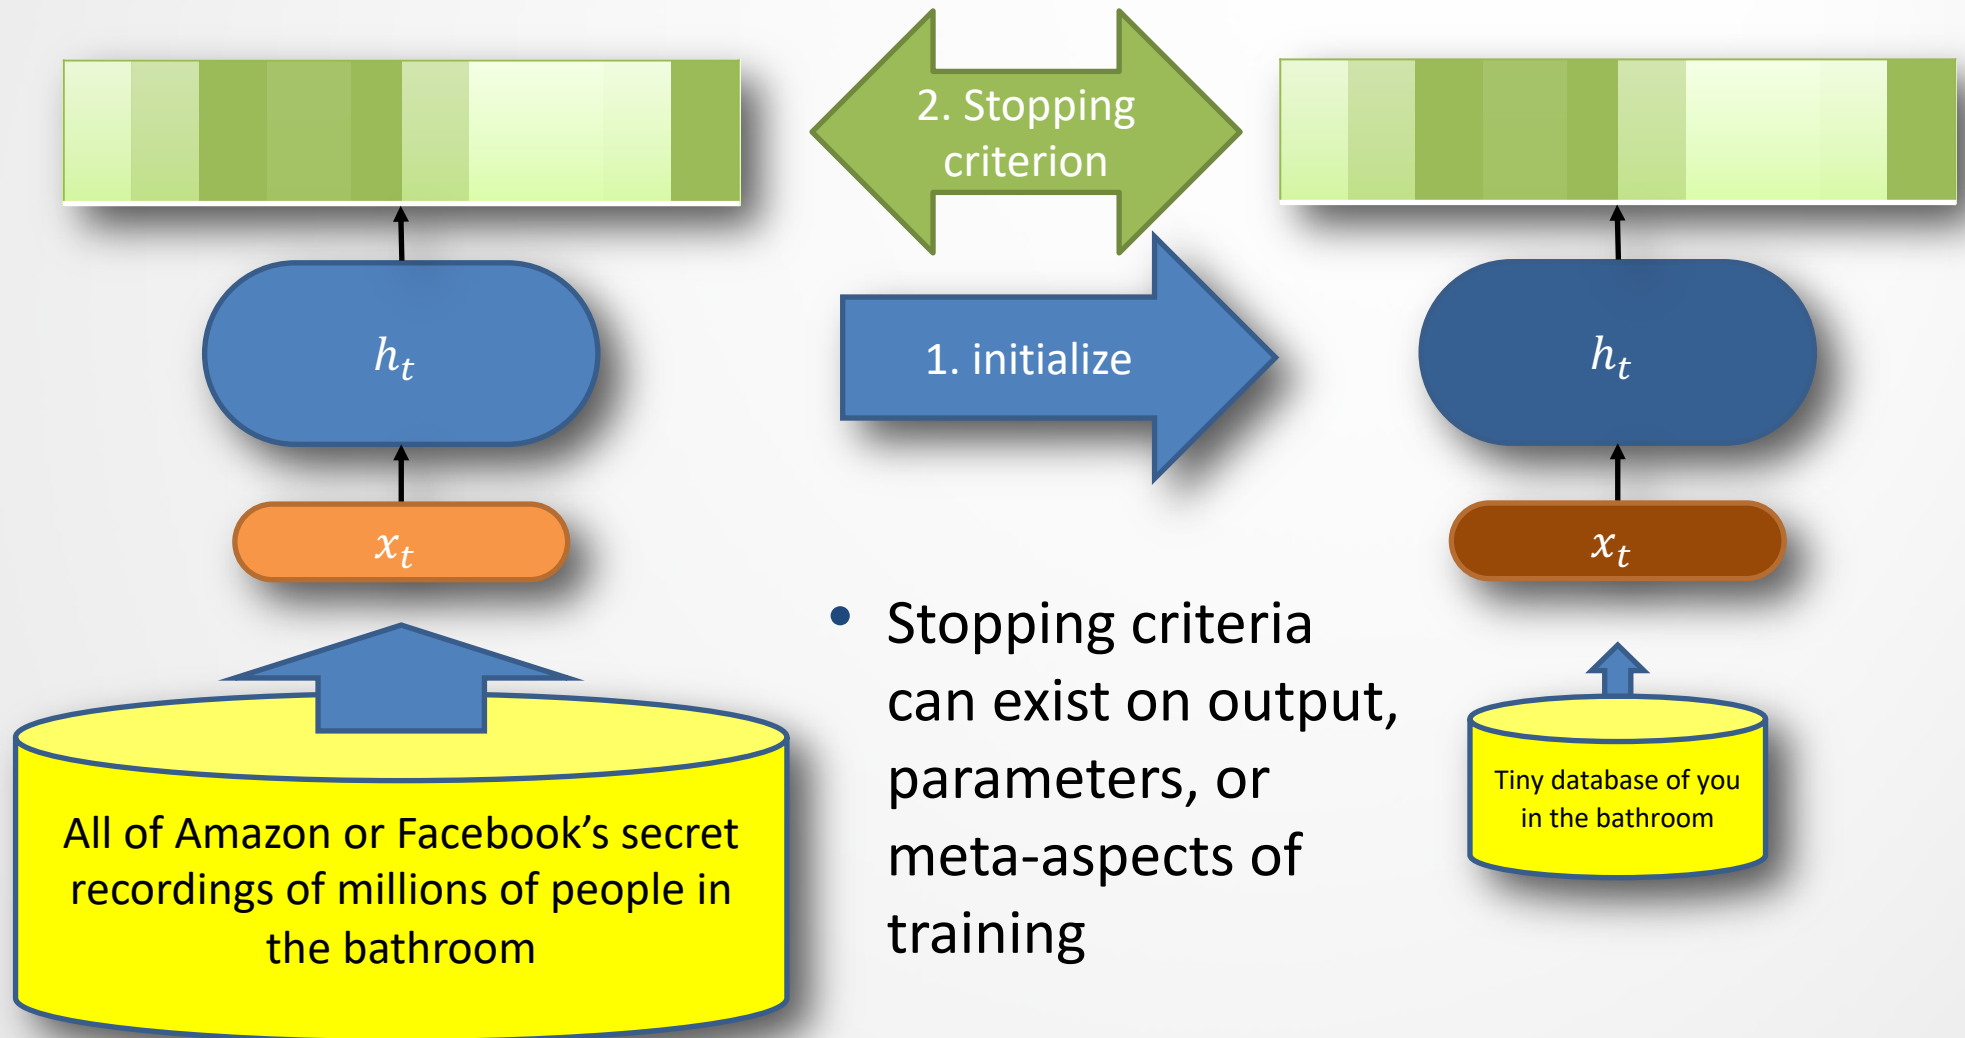 2. Stopping
criterion
1. initialize
h_t
h_t
x_t
x_t
All of Amazon or Facebook’s secret
recordings of millions of people in
the bathroom
• Stopping criteria
can exist on output,
parameters, or
meta-aspects of
training
Tiny database of you
in the bathroom